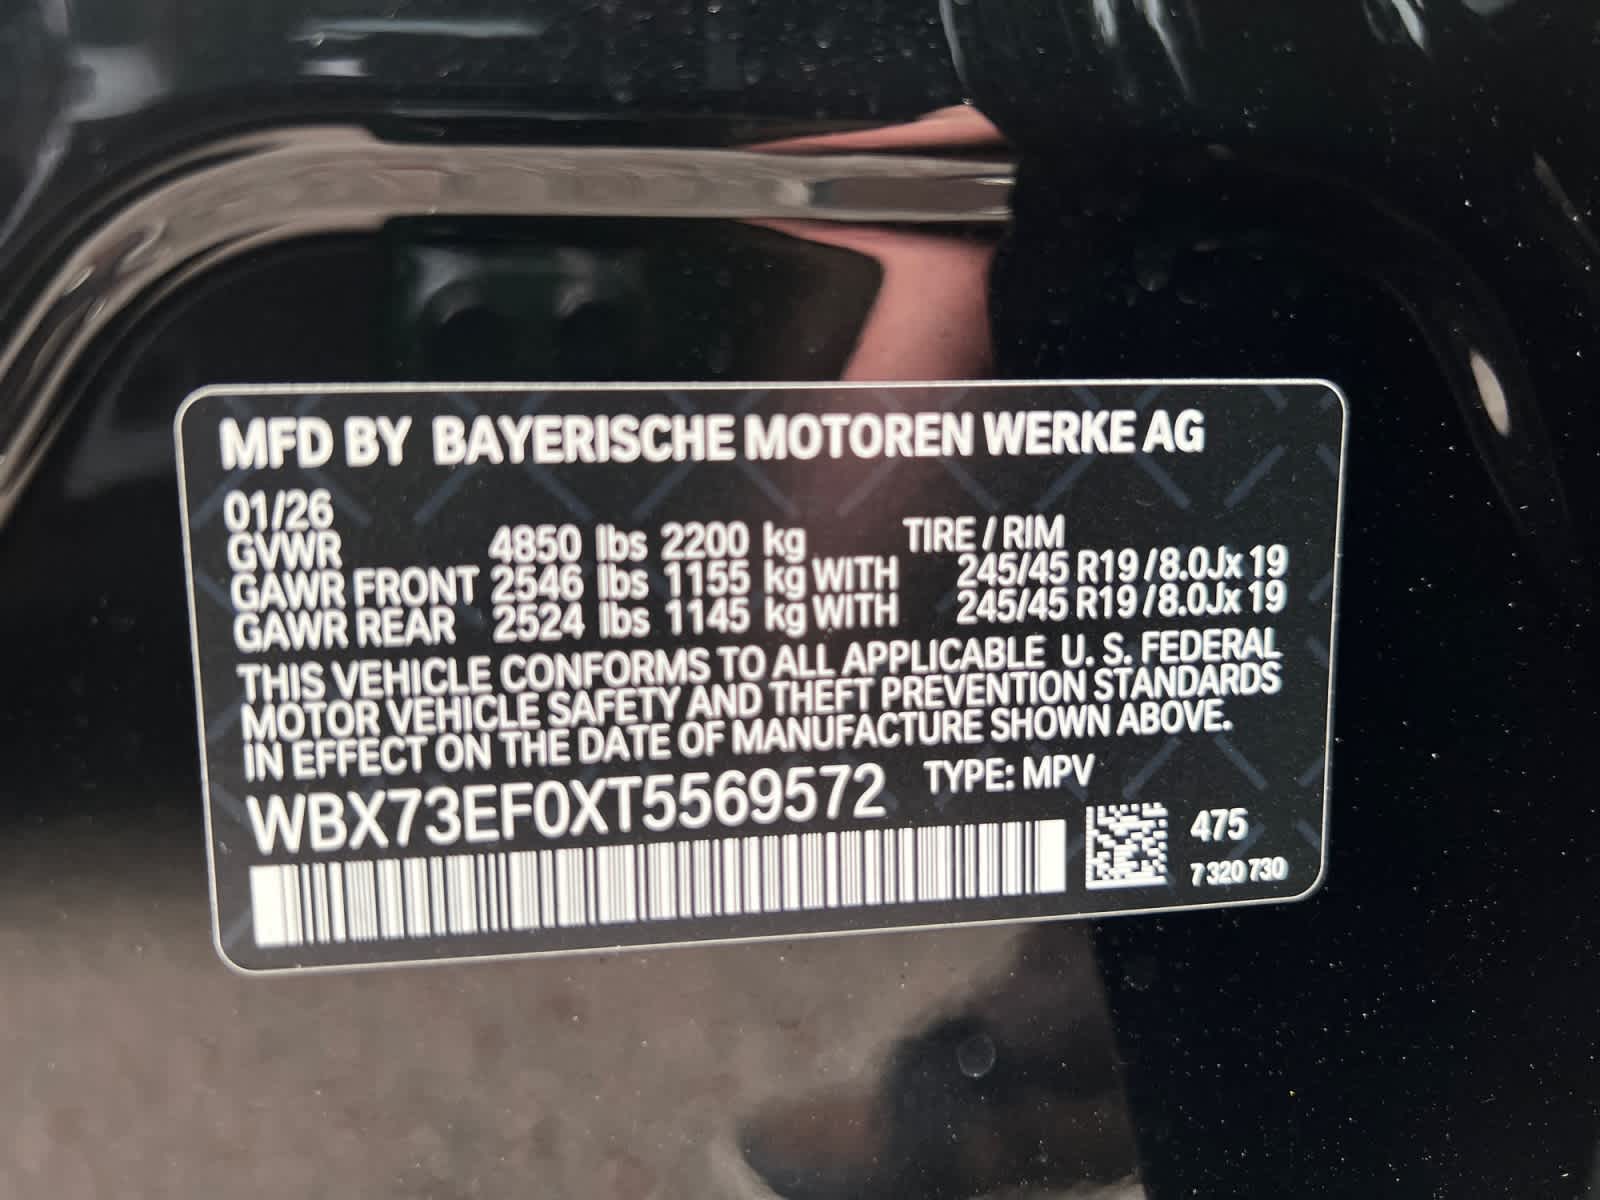 MFD BY BAYERISCHE MOTOREN WERKE AG
01/26
GVWR 4850 lbs 2200 kg TIRE / RIM
GAWR FRONT 2546 lbs 1155 kg WITH 245/45 R19 /8.0Jx 19
GAWR REAR 2524 lbs 1145 kg WITH 245/45 R19 /8.0Jx 19
THIS VEHICLE CONFORMS TO ALL APPLICABLE U. S. FEDERAL
MOTOR VEHICLE SAFETY AND THEFT PREVENTION STANDARDS
IN EFFECT ON THE DATE OF MANUFACTURE SHOWN ABOVE.
WBX73EF0XT5569572 TYPE: MPV
475
7 320 730